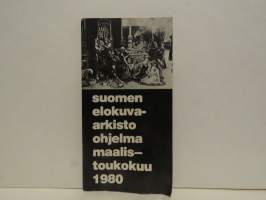 suomen
elokuva-
arkisto
ohjelma
maalis-
toukokuu
1980